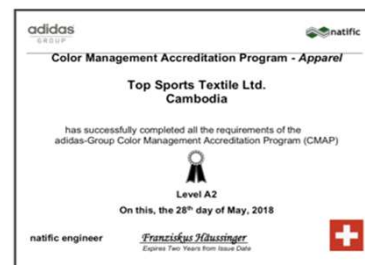 adidas
GROUP
natific
Color Management Accreditation Program - Apparel
Top Sports Textile Ltd.
Cambodia
has successfully completed all the requirements of the
adidas-Group Color Management Accreditation Program (CMAP)
Level A2
On this, the 28th day of May, 2018
natific engineer
Franziskus Häussinger
Expires Two Years from Issue Date